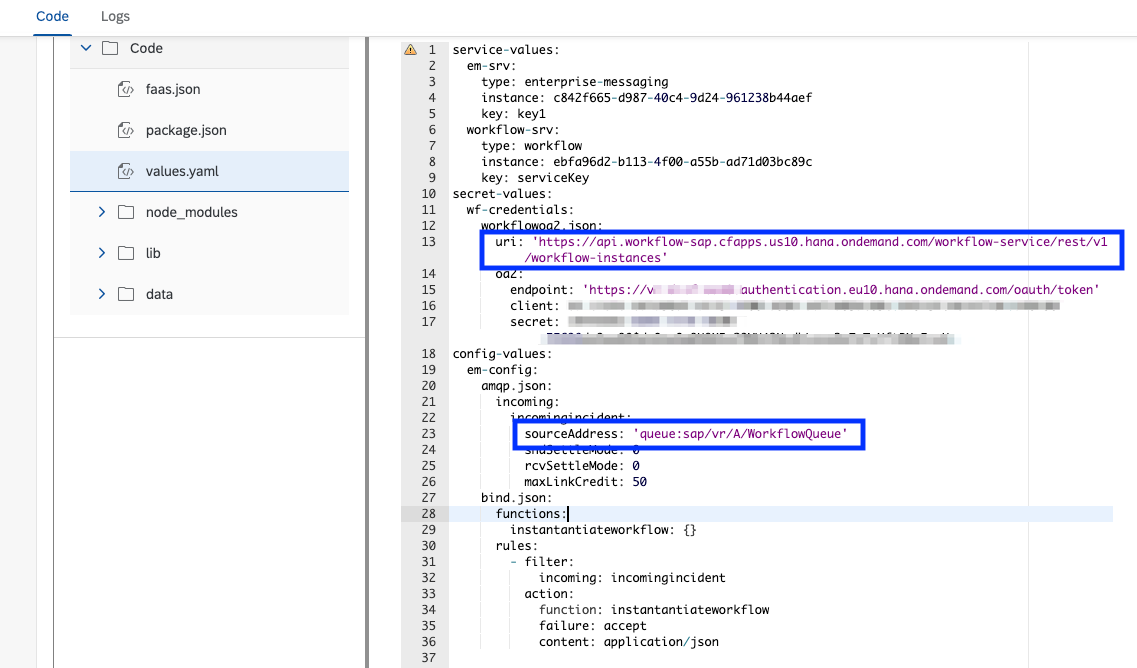 Code Logs
Code
faas.json
package.json
values.yaml
node_modules
lib
data
1 service-values:
2 em-srv:
3 type: enterprise-messaging
4 instance: c842f665-d987-40c4-9d24-961238b44aef
5 key: key1
6 workflow-srv:
7 type: workflow
8 instance: ebfa96d2-b113-4f00-a55b-ad71d03bc89c
9 key: serviceKey
10 secret-values:
11 wf-credentials:
12 workflowoa2.json:
13 uri: 'https://api.workflow-sap.cfapps.us10.hana.ondemand.com/workflow-service/rest/v1
/workflow-instances'
14 oa2:
15 endpoint: 'https://v authentication.eu10.hana.ondemand.com/oauth/token'
16 client:
17 secret:
18 config-values:
19 em-config:
20 amqp.json:
21 incoming:
22 incomingincident:
23 sourceAddress: 'queue:sap/vr/A/WorkflowQueue'
24 sndSettleMode: 0
25 rcvSettleMode: 0
26 maxLinkCredit: 50
27 bind.json:
28 functions:
29 instantantiateworkflow: {}
30 rules:
31 - filter:
32 incoming: incomingincident
33 action:
34 function: instantantiateworkflow
35 failure: accept
36 content: application/json
37